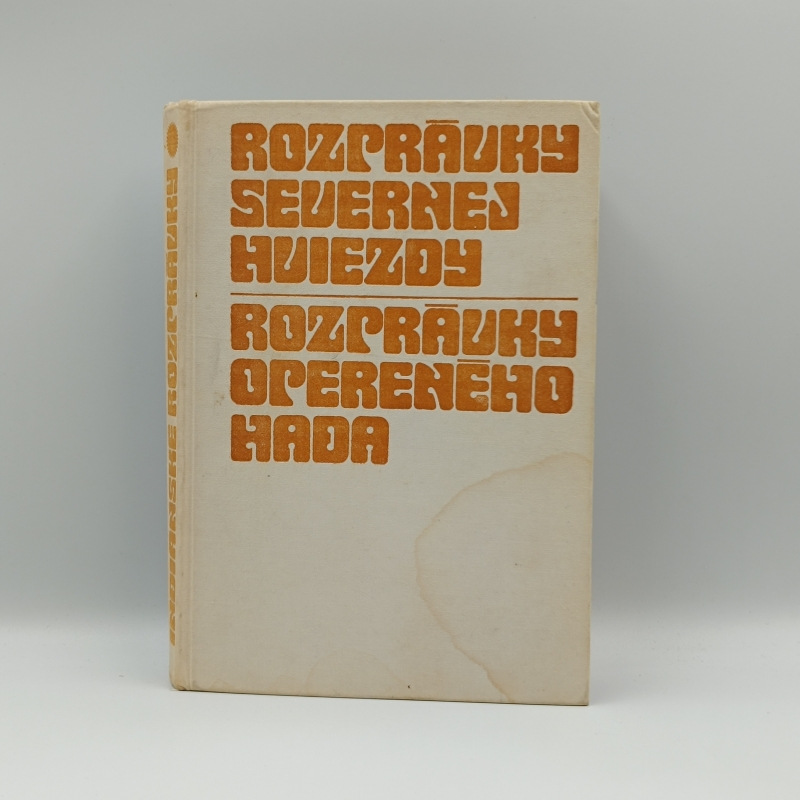 ROZPRÁVKY
SEVERNEJ
HVIEZDY
ROZPRÁVKY
OPERENÉHO
HADA
INDIÁNSKE ROZPRÁVKY